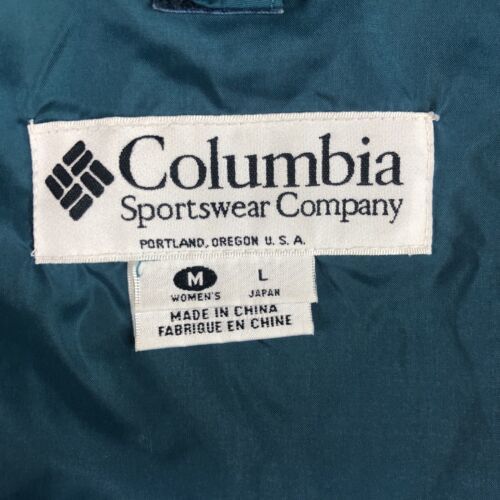 Columbia
Sportswear Company
PORTLAND, OREGON U.S.A.
M L
WOMEN'S JAPAN
MADE IN CHINA
FABRIQUE EN CHINE